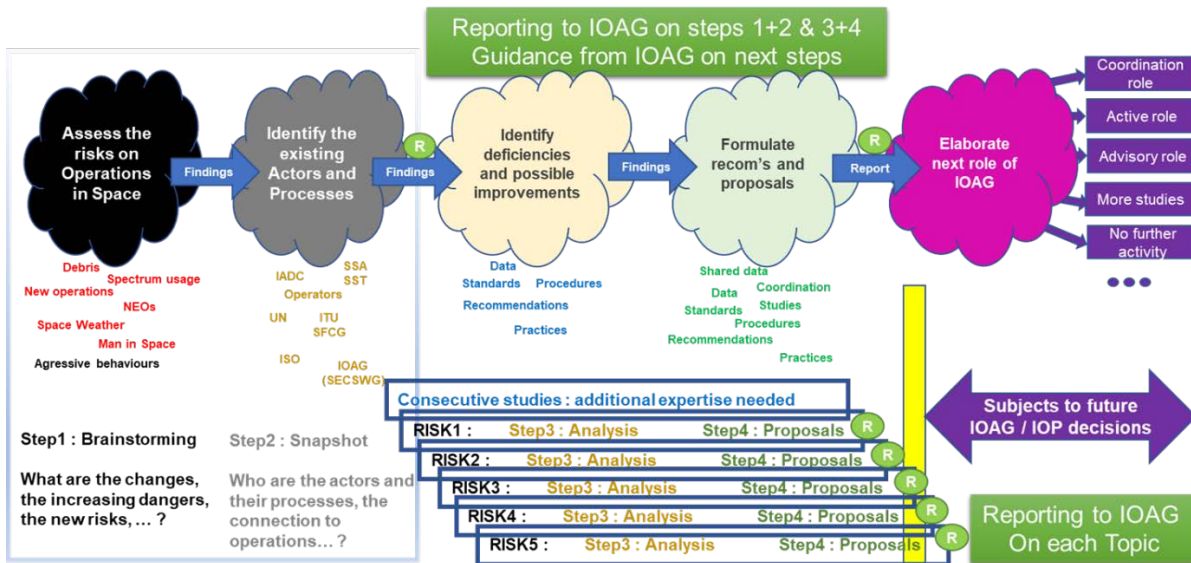 Reporting to IOAG on steps 1+2 & 3+4
Guidance from IOAG on next steps
Assess the
risks on
Operations
in Space
Findings
Identify the
existing
Actors and
Processes
R
Findings
Identify
deficiencies
and possible
improvements
Findings
Formulate
recom's and
proposals
R
Report
Elaborate
next role of
IOAG
Coordination
role
Active role
Advisory role
More studies
No further
activity
Debris
Spectrum usage
New operations
NEOs
Space Weather
Man in Space
Agressive behaviours
SSA
IADC
SST
Operators
UN
ITU
SFCG
ISO
IOAG
(SECSWG)
Data
Standards
Procedures
Recommendations
Practices
Shared data
Coordination
Data
Standards
Studies
Procedures
Recommendations
Practices
Step1 : Brainstorming
What are the changes,
the increasing dangers,
the new risks, ... ?
Step2 : Snapshot
Who are the actors and
their processes, the
connection to
operations... ?
Consecutive studies : additional expertise needed
RISK1 : Step3 : Analysis Step4 : Proposals R
RISK2 : Step3 : Analysis Step4 : Proposals R
RISK3 : Step3 : Analysis Step4 : Proposals R
RISK4 : Step3 : Analysis Step4 : Proposals R
RISK5 : Step3 : Analysis Step4 : Proposals R
Subjects to future
IOAG / IOP decisions
Reporting to IOAG
On each Topic